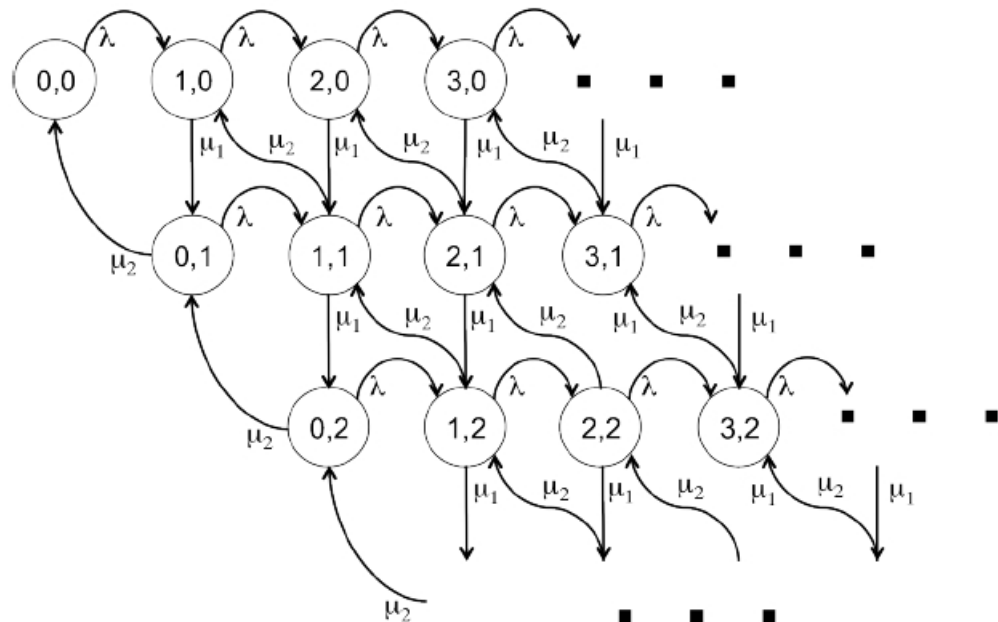 λ λ λ λ
0,0 1,0 2,0 3,0
μ1 μ2 μ1 μ2 μ1 μ2 μ1
λ λ λ λ
μ2 0,1 1,1 2,1 3,1
μ1 μ2 μ1 μ2 μ1 μ2 μ1
λ λ λ λ
μ2 0,2 1,2 2,2 3,2
μ1 μ2 μ1 μ2 μ1 μ2 μ1
μ2